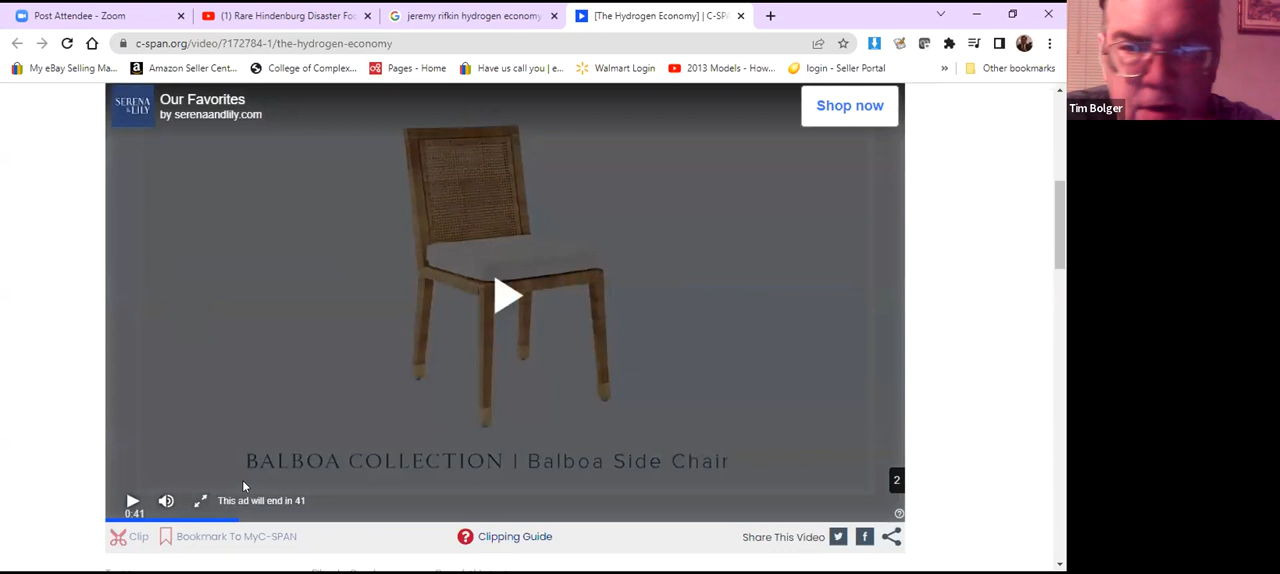 Post Attendee - Zoom
(1) Rare Hindenburg Disaster Foo
jeremy rifkin hydrogen economy
[The Hydrogen Economy] | C-SPA
c-span.org/video/?172784-1/the-hydrogen-economy
My eBay Selling Ma...
Amazon Seller Cent...
College of Complex...
Pages - Home
Have us call you | e...
Walmart Login
2013 Models - How...
login - Seller Portal
»
Other bookmarks
SERENA & LILY
Our Favorites
by serenaandlily.com
Shop now
Tim Bolger
BALBOA COLLECTION | Balboa Side Chair
2
This ad will end in 41
0:41
Clip
Bookmark To MyC-SPAN
Clipping Guide
Share This Video